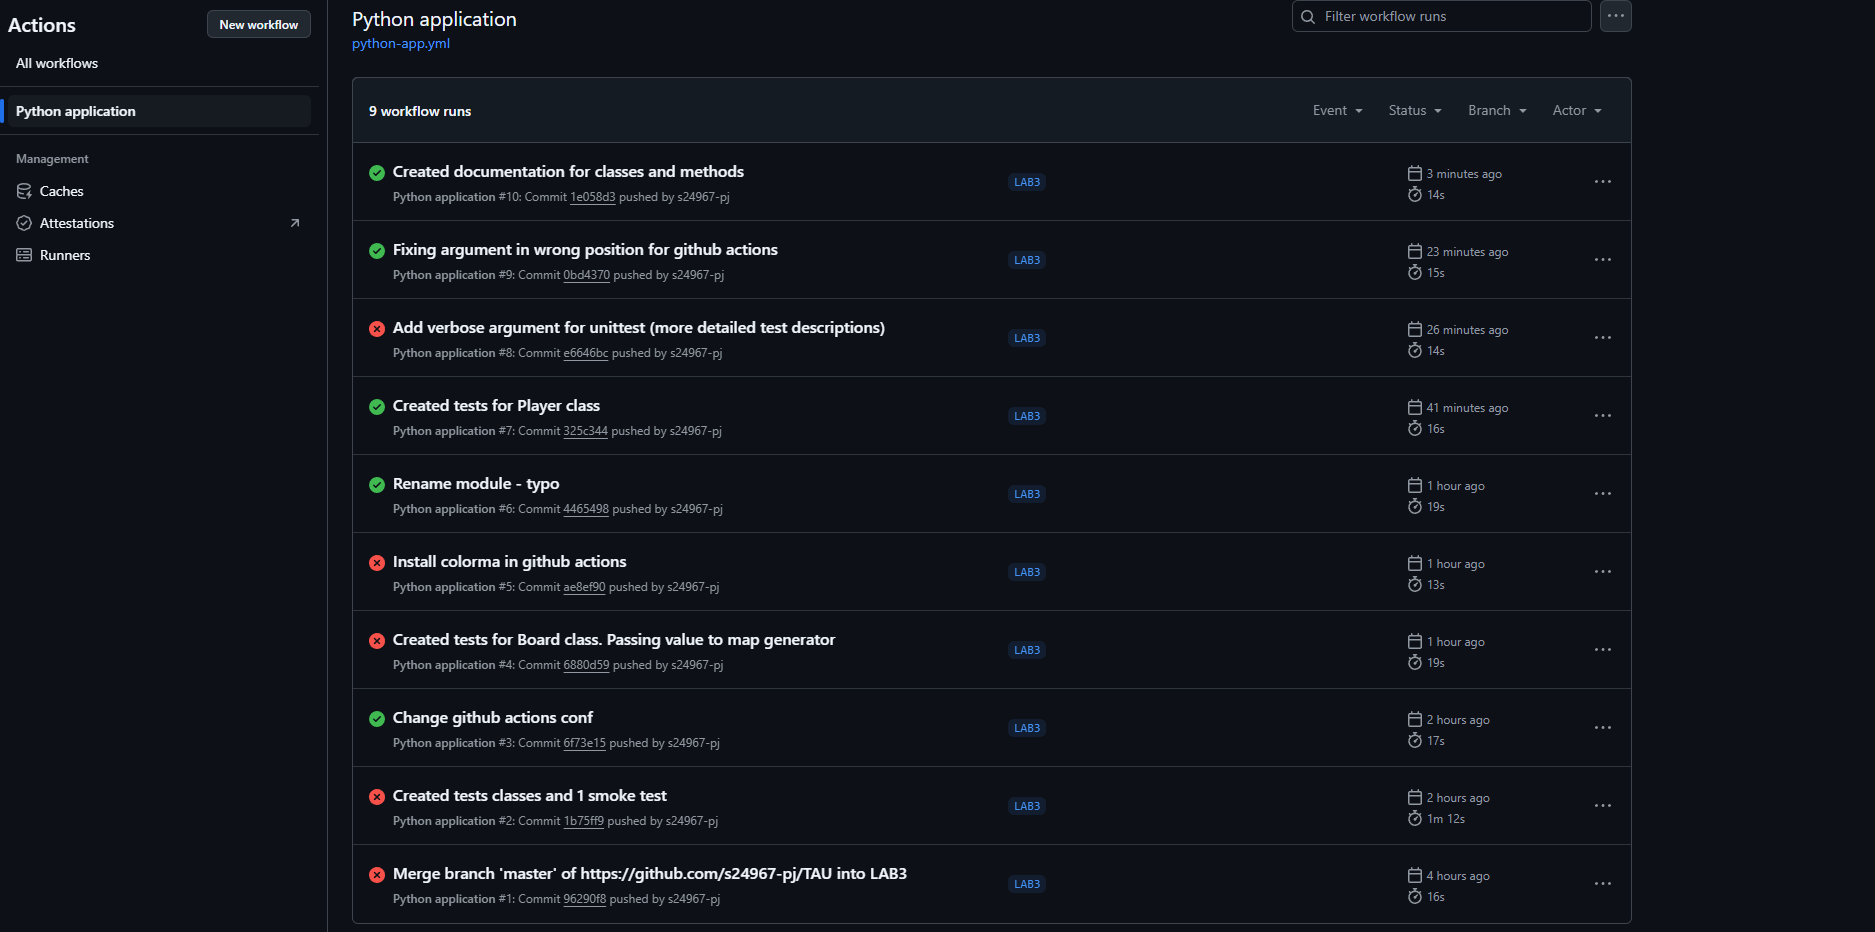 Actions
New workflow
All workflows
Python application
Management
Caches
Attestations
Runners
Python application
python-app.yml
Filter workflow runs
9 workflow runs
Event Status Branch Actor
Created documentation for classes and methods
Python application #10: Commit 1e058d3 pushed by s24967-pj
LAB3
3 minutes ago
14s
Fixing argument in wrong position for github actions
Python application #9: Commit 0bd4370 pushed by s24967-pj
LAB3
23 minutes ago
15s
Add verbose argument for unittest (more detailed test descriptions)
Python application #8: Commit e6646bc pushed by s24967-pj
LAB3
26 minutes ago
14s
Created tests for Player class
Python application #7: Commit 325c344 pushed by s24967-pj
LAB3
41 minutes ago
16s
Rename module - typo
Python application #6: Commit 4465498 pushed by s24967-pj
LAB3
1 hour ago
19s
Install colorma in github actions
Python application #5: Commit ae8ef90 pushed by s24967-pj
LAB3
1 hour ago
13s
Created tests for Board class. Passing value to map generator
Python application #4: Commit 6880d59 pushed by s24967-pj
LAB3
1 hour ago
19s
Change github actions conf
Python application #3: Commit 6f73e15 pushed by s24967-pj
LAB3
2 hours ago
17s
Created tests classes and 1 smoke test
Python application #2: Commit 1b75ff9 pushed by s24967-pj
LAB3
2 hours ago
1m 12s
Merge branch 'master' of https://github.com/s24967-pj/TAU into LAB3
Python application #1: Commit 96290f8 pushed by s24967-pj
LAB3
4 hours ago
16s